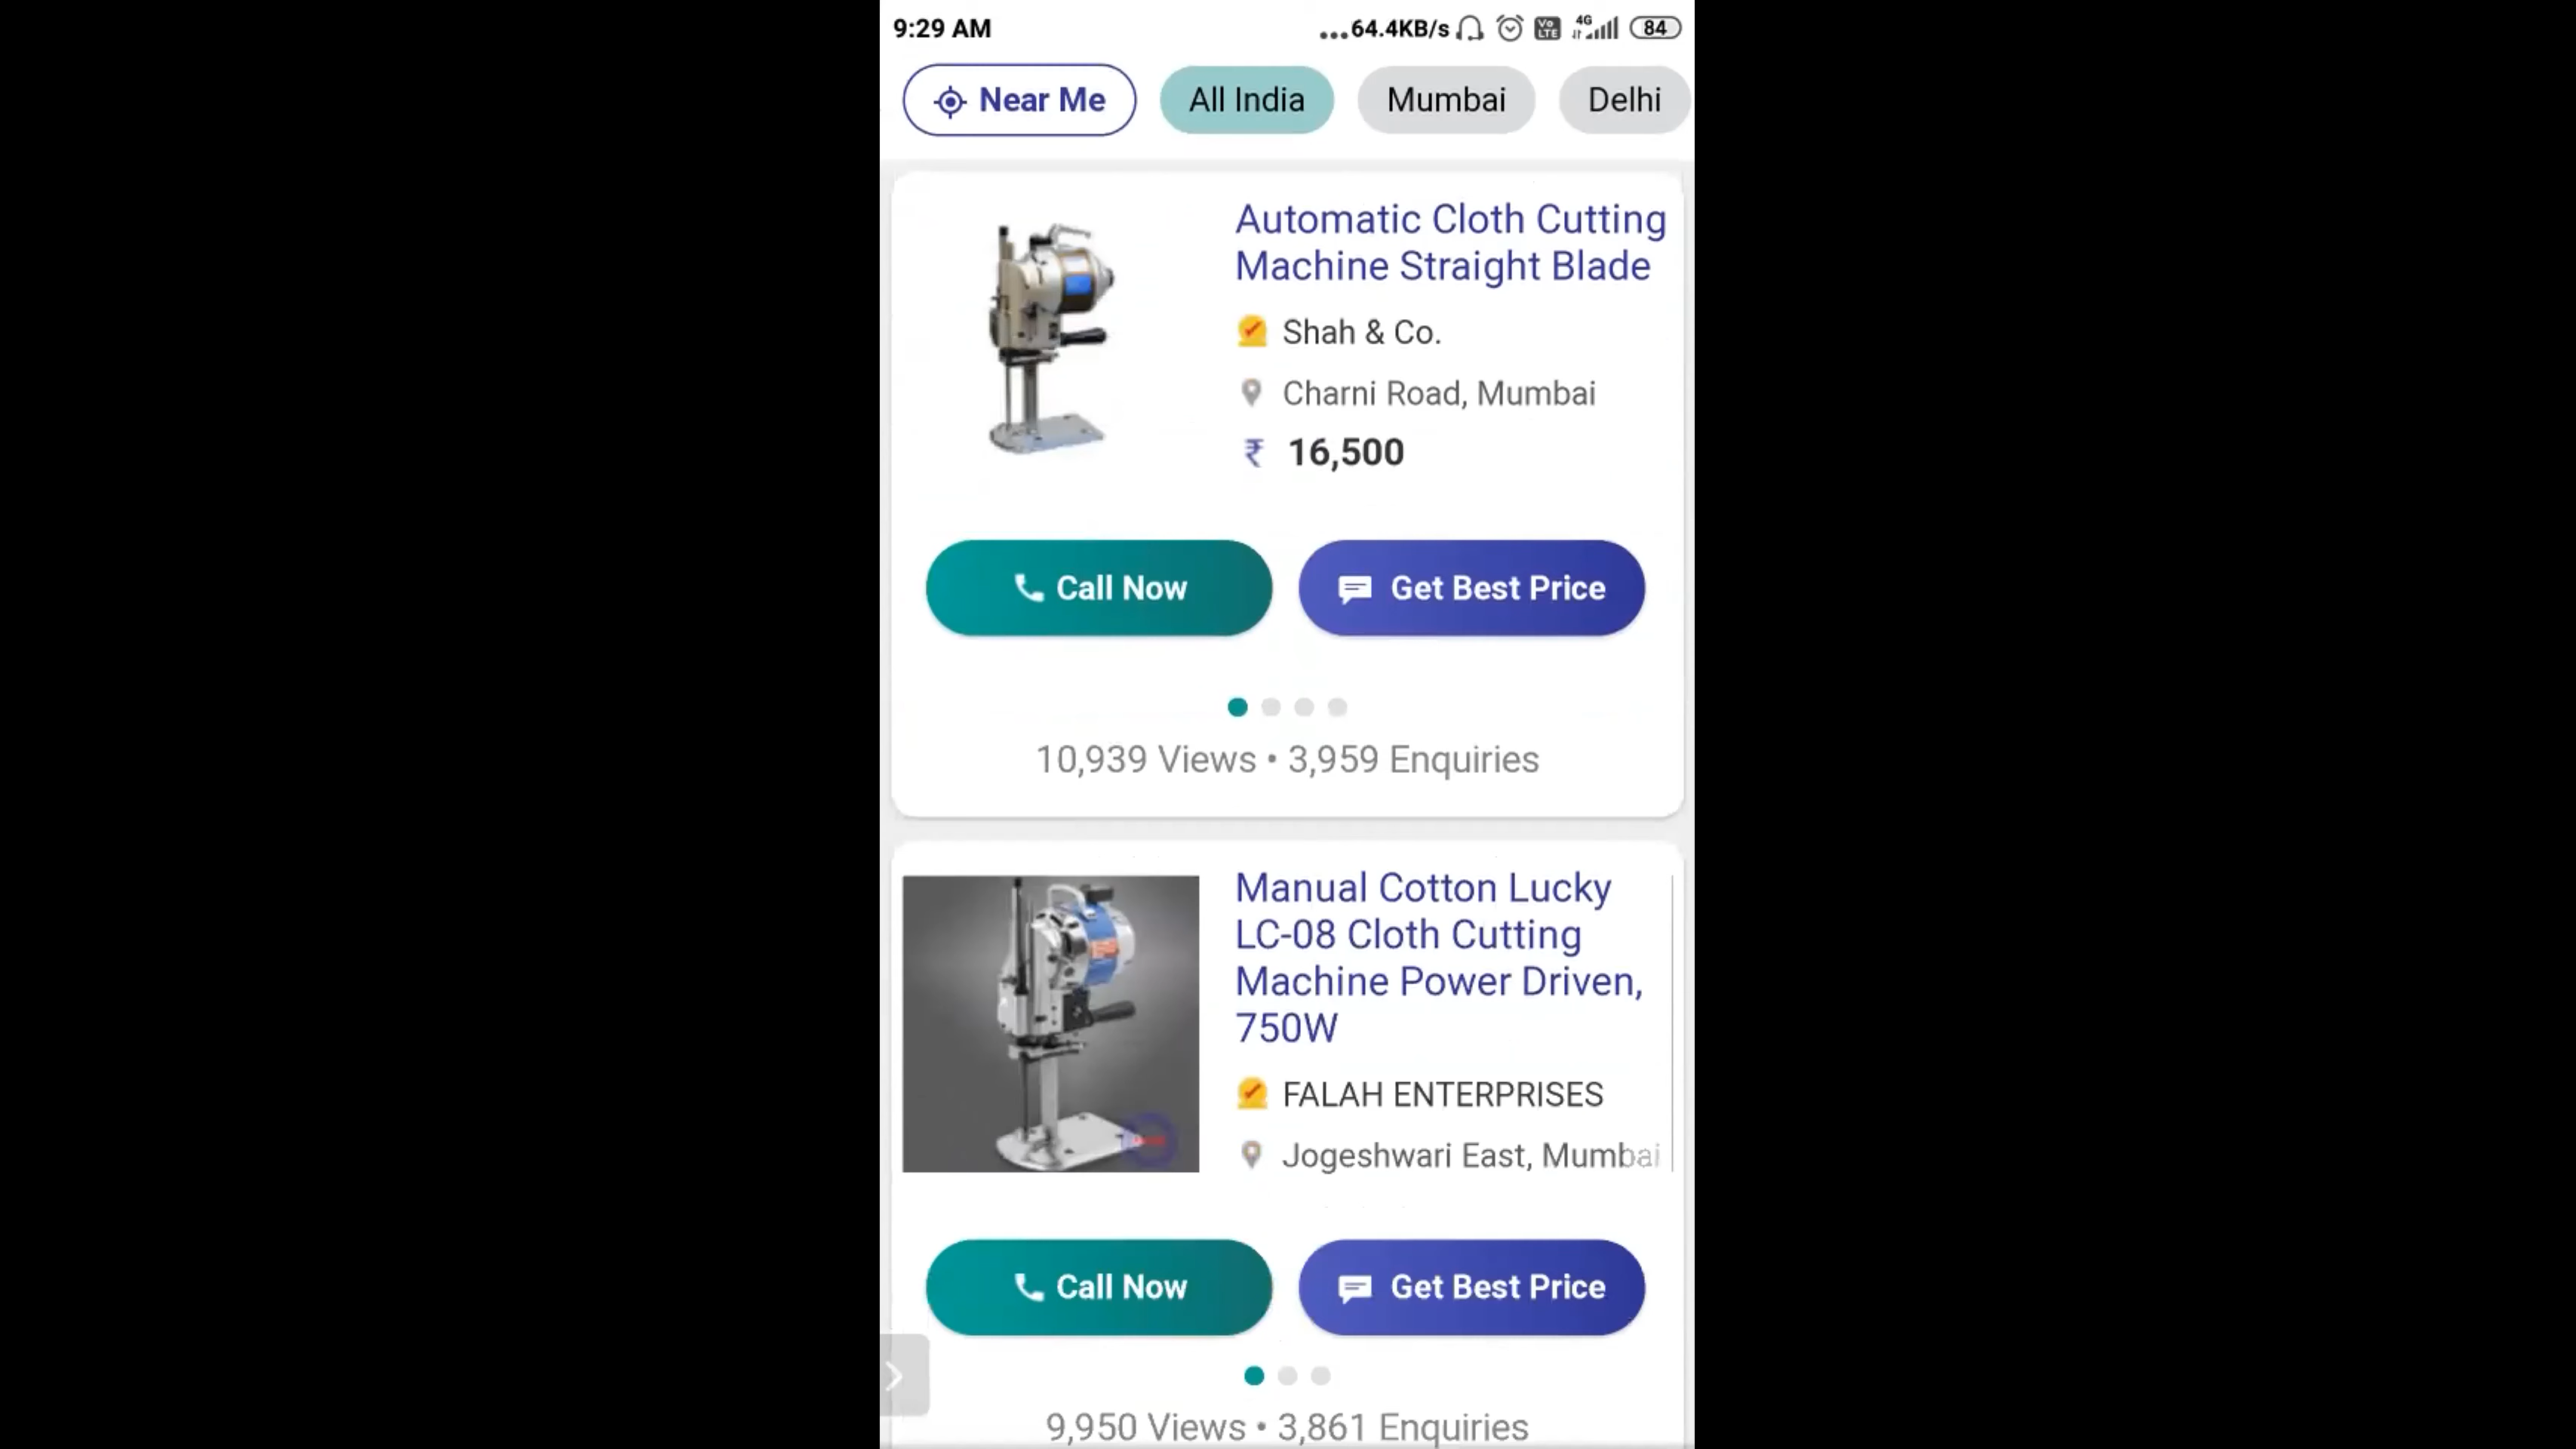 9:29 AM
...64.4KB/s
Vo LTE
4G
84
Near Me
All India
Mumbai
Delhi
Automatic Cloth Cutting
Machine Straight Blade
Shah & Co.
Charni Road, Mumbai
₹ 16,500
Call Now
Get Best Price
10,939 Views • 3,959 Enquiries
Manual Cotton Lucky
LC-08 Cloth Cutting
Machine Power Driven,
750W
FALAH ENTERPRISES
Jogeshwari East, Mumbai
Call Now
Get Best Price
9,950 Views • 3,861 Enquiries